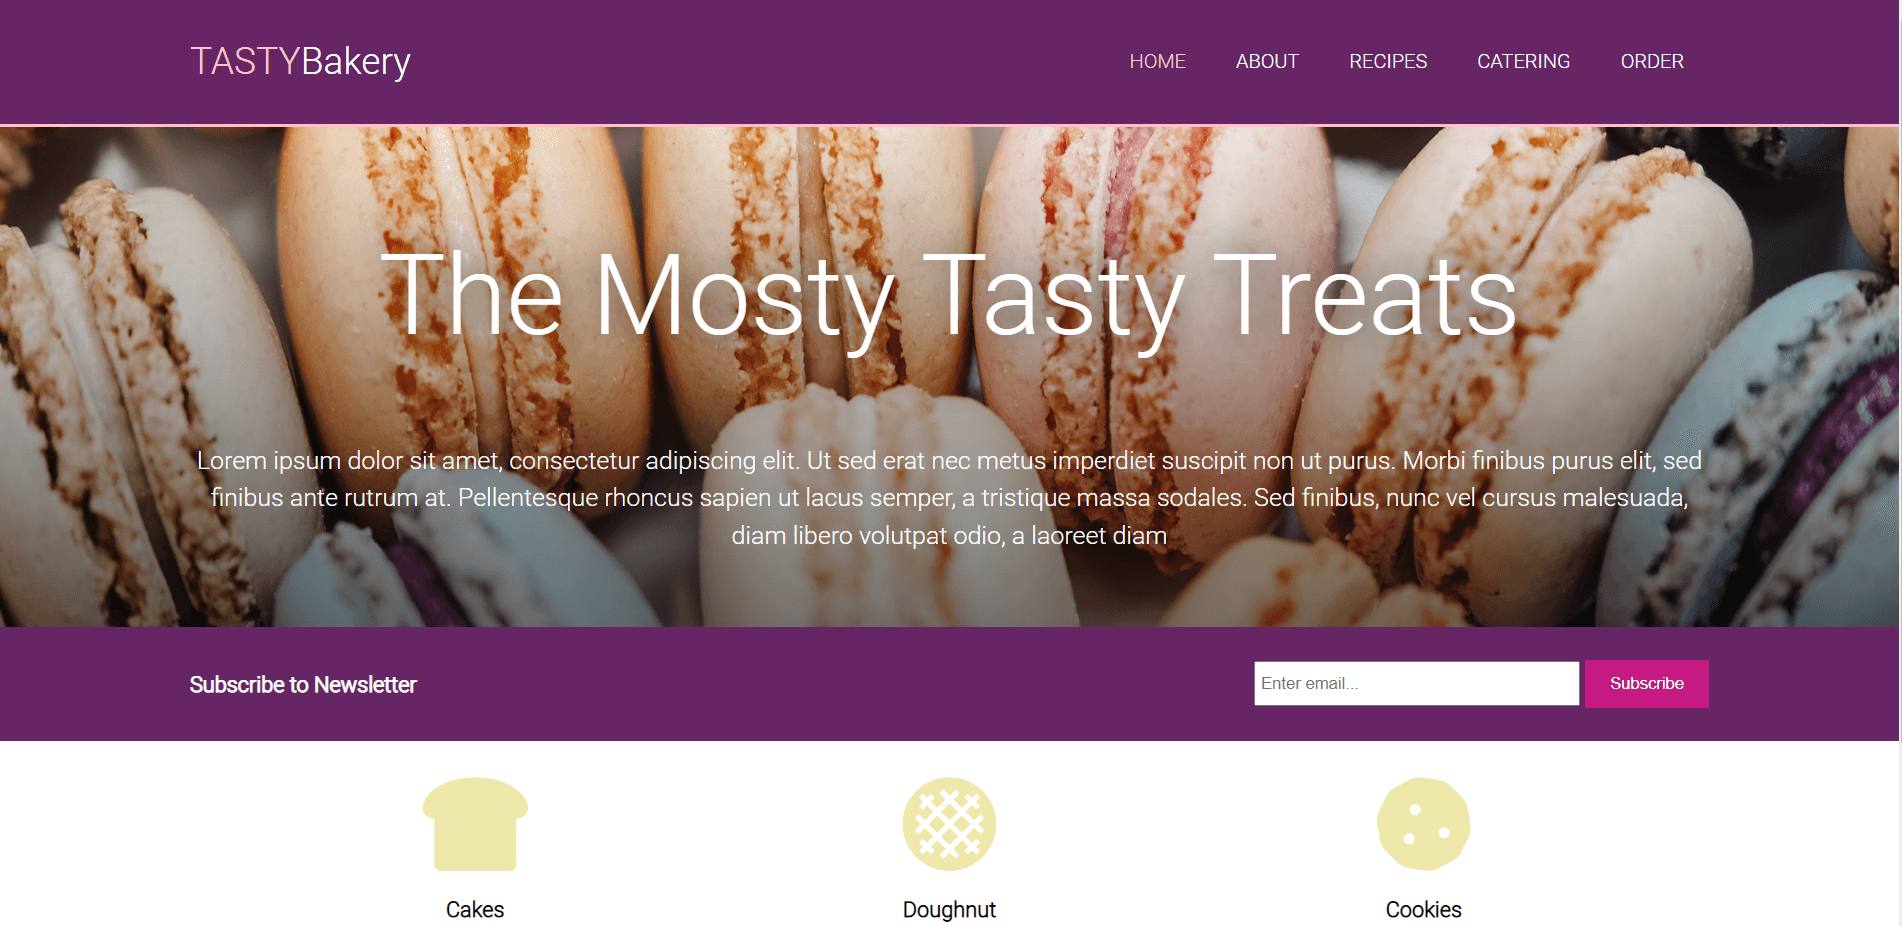 TASTYBakery
HOME ABOUT RECIPES CATERING ORDER
The Mosty Tasty Treats
Lorem ipsum dolor sit amet, consectetur adipiscing elit. Ut sed erat nec metus imperdiet suscipit non ut purus. Morbi finibus purus elit, sed
finibus ante rutrum at. Pellentesque rhoncus sapien ut lacus semper, a tristique massa sodales. Sed finibus, nunc vel cursus malesuada,
diam libero volutpat odio, a laoreet diam
Subscribe to Newsletter
Enter email...
Subscribe
Cakes
Doughnut
Cookies